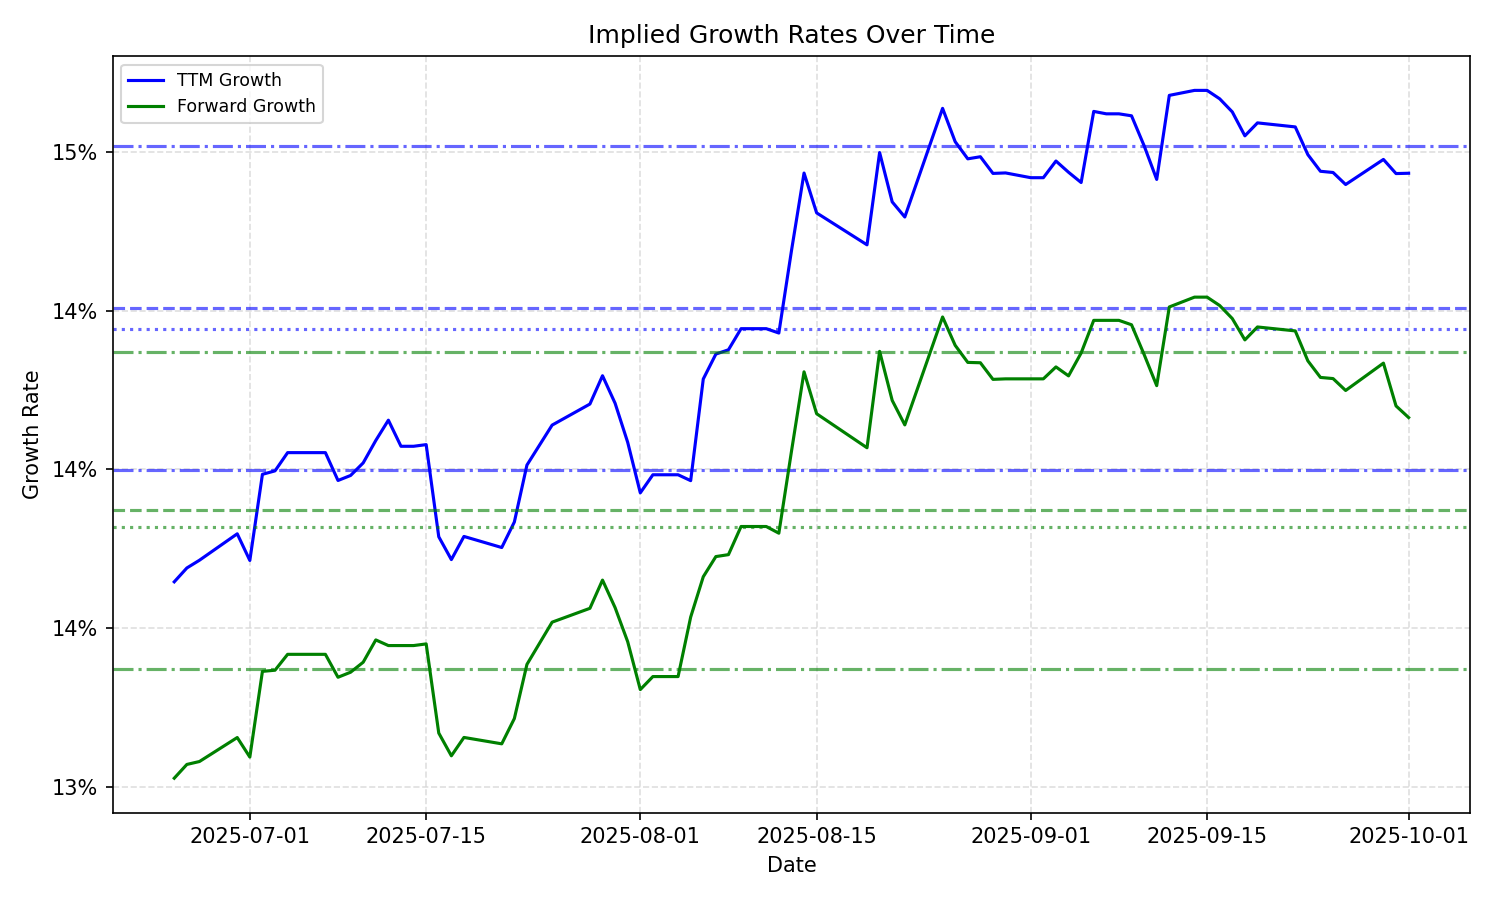 Implied Growth Rates Over Time
TTM Growth
Forward Growth
15%
14%
14%
14%
13%
Growth Rate
2025-07-01
2025-07-15
2025-08-01
2025-08-15
2025-09-01
2025-09-15
2025-10-01
Date